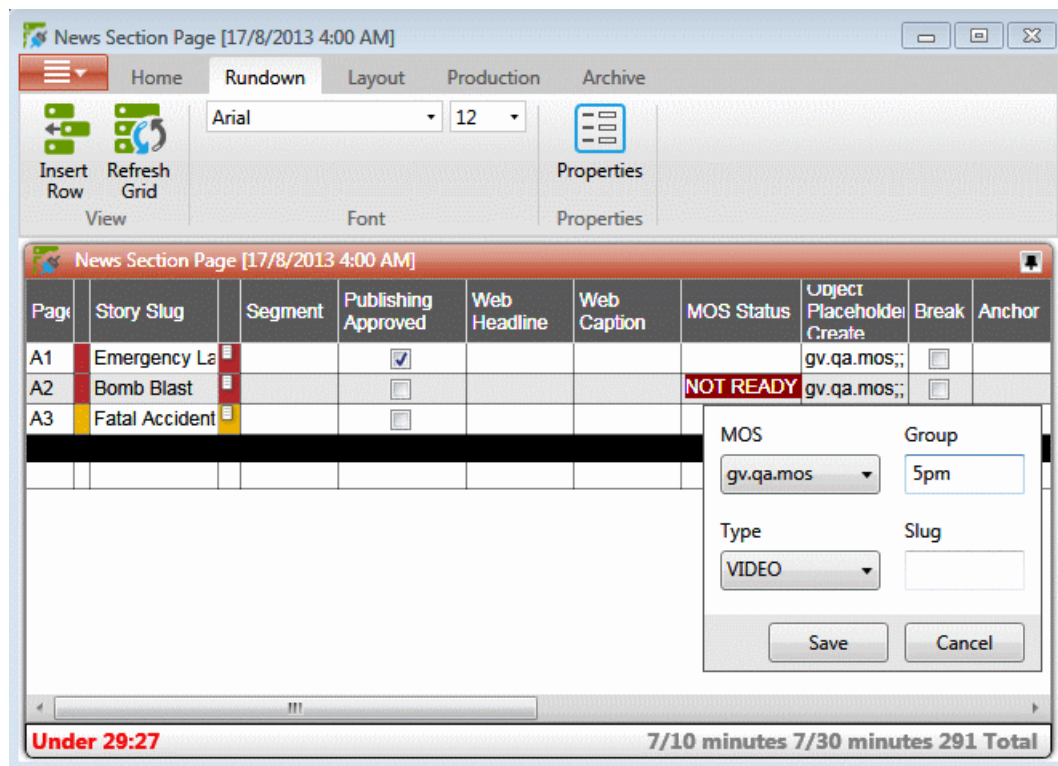 News Section Page [17/8/2013 4:00 AM]
Home Rundown Layout Production Archive
Arial 12
Insert Row
Refresh Grid
Properties
View Font Properties
News Section Page [17/8/2013 4:00 AM]
Page Story Slug Segment Publishing Approved Web Headline Web Caption MOS Status Object Placeholder Create Break Anchor
A1 Emergency La gv.qa.mos;;
A2 Bomb Blast NOT READY gv.qa.mos;;
A3 Fatal Accident
MOS Group
gv.qa.mos 5pm
Type Slug
VIDEO
Save Cancel
Under 29:27 7/10 minutes 7/30 minutes 291 Total